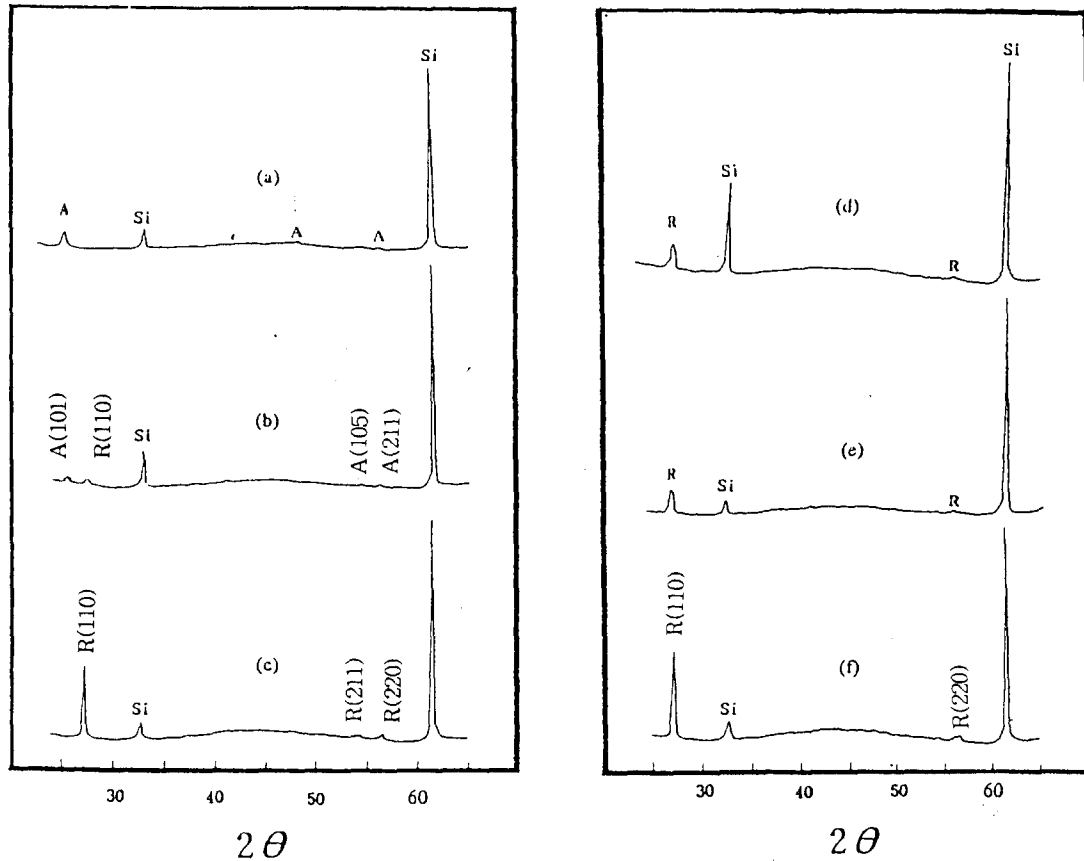 Si
(a)
A
Si
A
A
(b)
A(101)
R(110)
Si
A(105)
A(211)
(c)
R(110)
Si
R(211)
R(220)
30 40 50 60
2θ
Si
Si
(d)
R
R
(e)
R
Si
R
(f)
R(110)
Si
R(220)
30 40 50 60
2θ